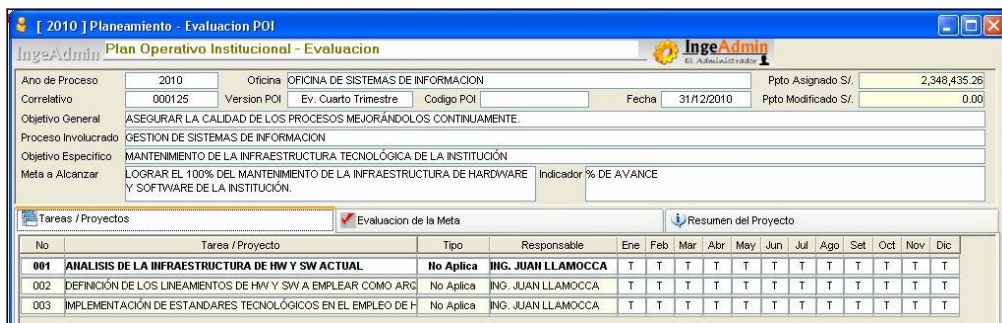 [ 2010 ] Planeamiento - Evaluacion POI
IngeAdmin Plan Operativo Institucional - Evaluacion IngeAdmin
EL Administrador
Ano de Proceso 2010 Oficina OFICINA DE SISTEMAS DE INFORMACION Ppto Asignado S/. 2,348,435.26
Correlativo 000125 Version POI Ev. Cuarto Trimestre Codigo POI Fecha 31/12/2010 Ppto Modificado S/. 0.00
Objetivo General ASEGURAR LA CALIDAD DE LOS PROCESOS MEJORÁNDOLOS CONTINUAMENTE.
Proceso Involucrado GESTION DE SISTEMAS DE INFORMACION
Objetivo Especifico MANTENIMIENTO DE LA INFRAESTRUCTURA TECNOLÓGICA DE LA INSTITUCIÓN
Meta a Alcanzar LOGRAR EL 100% DEL MANTENIMIENTO DE LA INFRAESTRUCTURA DE HARDWARE Indicador % DE AVANCE
Y SOFTWARE DE LA INSTITUCIÓN.
Tareas / Proyectos Evaluacion de la Meta Resumen del Proyecto
No Tarea / Proyecto Tipo Responsable Ene Feb Mar Abr May Jun Jul Ago Set Oct Nov Dic
001 ANALISIS DE LA INFRAESTRUCTURA DE HW Y SW ACTUAL No Aplica ING. JUAN LLAMOCCA T T T T T T T T T T T T
002 DEFINICIÓN DE LOS LINEAMIENTOS DE HW Y SW A EMPLEAR COMO ARQ No Aplica ING. JUAN LLAMOCCA T T T T T T T T T T T T
003 IMPLEMENTACIÓN DE ESTANDARES TECNOLÓGICOS EN EL EMPLEO DE H No Aplica ING. JUAN LLAMOCCA T T T T T T T T T T T T